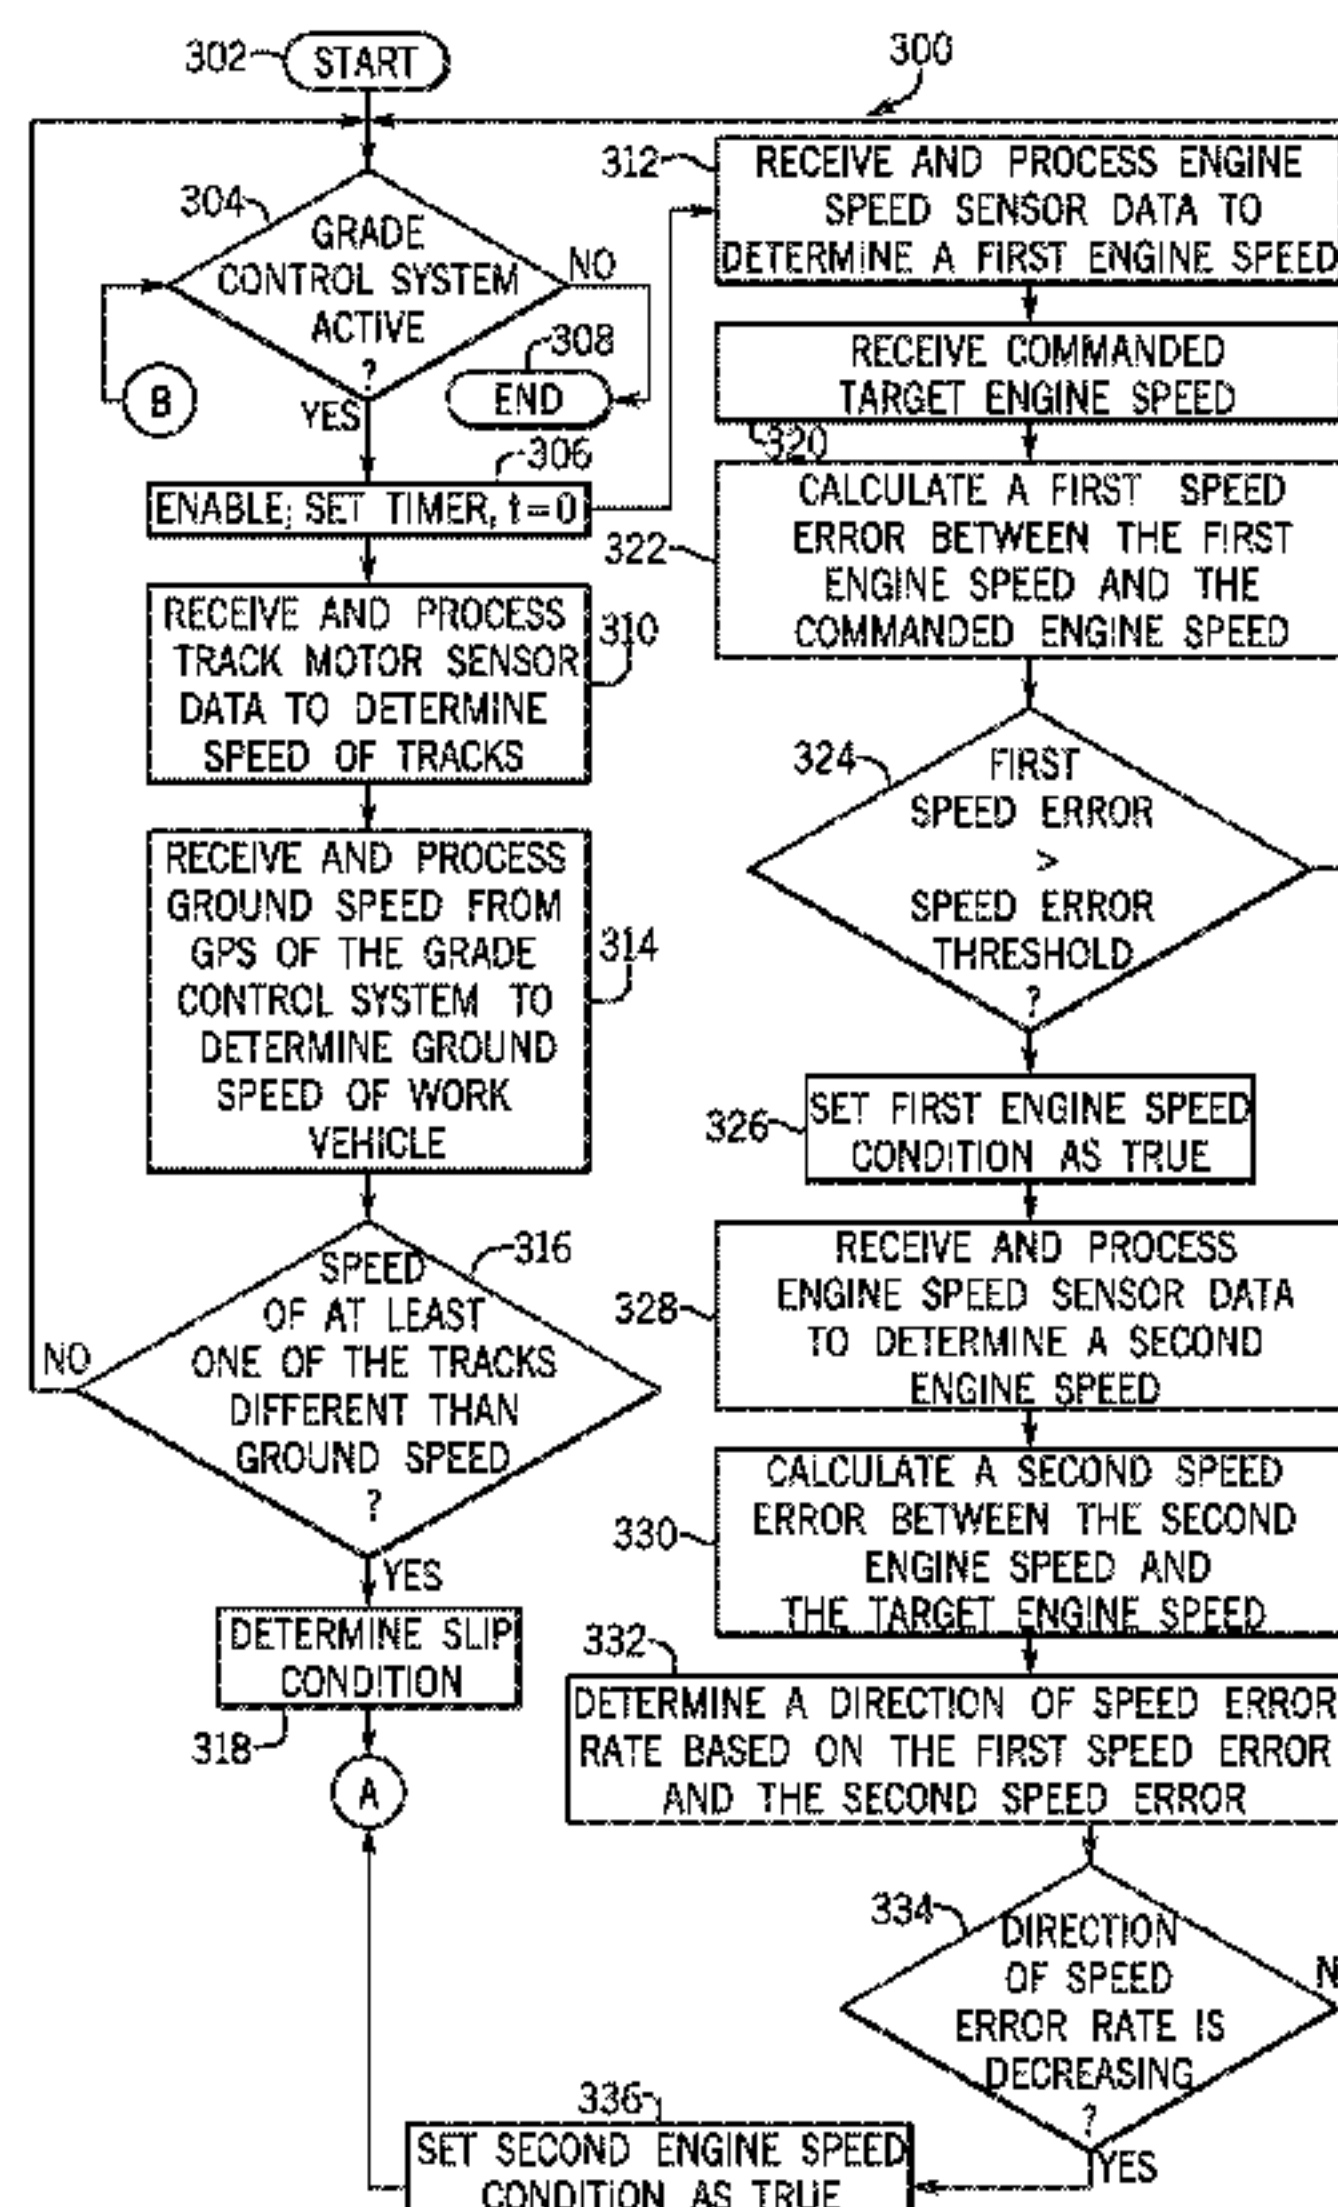 302
START
300
304
GRADE
CONTROL SYSTEM
ACTIVE
?
NO
YES
B
308
END
306
ENABLE; SET TIMER, t=0
RECEIVE AND PROCESS
TRACK MOTOR SENSOR
DATA TO DETERMINE
SPEED OF TRACKS
310
RECEIVE AND PROCESS
GROUND SPEED FROM
GPS OF THE GRADE
CONTROL SYSTEM TO
DETERMINE GROUND
SPEED OF WORK
VEHICLE
314
316
SPEED
OF AT LEAST
ONE OF THE TRACKS
DIFFERENT THAN
GROUND SPEED
?
NO
YES
DETERMINE SLIP
CONDITION
318
A
312
RECEIVE AND PROCESS ENGINE
SPEED SENSOR DATA TO
DETERMINE A FIRST ENGINE SPEED
RECEIVE COMMANDED
TARGET ENGINE SPEED
320
CALCULATE A FIRST SPEED
ERROR BETWEEN THE FIRST
ENGINE SPEED AND THE
COMMANDED ENGINE SPEED
322
324
FIRST
SPEED ERROR
>
SPEED ERROR
THRESHOLD
?
326
SET FIRST ENGINE SPEED
CONDITION AS TRUE
328
RECEIVE AND PROCESS
ENGINE SPEED SENSOR DATA
TO DETERMINE A SECOND
ENGINE SPEED
330
CALCULATE A SECOND SPEED
ERROR BETWEEN THE SECOND
ENGINE SPEED AND
THE TARGET ENGINE SPEED
332
DETERMINE A DIRECTION OF SPEED ERROR
RATE BASED ON THE FIRST SPEED ERROR
AND THE SECOND SPEED ERROR
334
DIRECTION
OF SPEED
ERROR RATE IS
DECREASING
?
YES
336
SET SECOND ENGINE SPEED
CONDITION AS TRUE